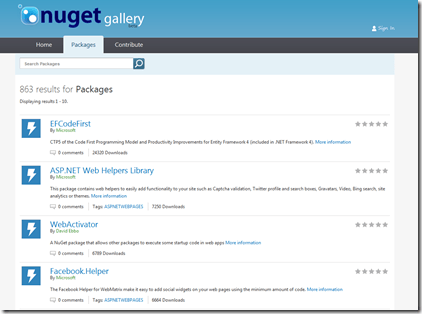 nuget gallery
beta
Sign In
Home
Packages
Contribute
Search Packages
863 results for Packages
Displaying results 1 - 10.
EFCodeFirst
By Microsoft
CTP5 of the Code First Programming Model and Productivity Improvements for Entity Framework 4 (included in .NET Framework 4). More information
0 comments 24320 Downloads
ASP.NET Web Helpers Library
By Microsoft
This package contains web helpers to easily add functionality to your site such as Captcha validation, Twitter profile and search boxes, Gravatars, Video, Bing search, site analytics or themes. More information
0 comments Tags: ASPNETWEBPAGES 7250 Downloads
WebActivator
By David Ebbo
A NuGet package that allows other packages to execute some startup code in web apps More information
0 comments 6789 Downloads
Facebook.Helper
By Microsoft
The Facebook Helper for WebMatrix make it easy to add social widgets on your web pages using the minimum amount of code. More information
0 comments Tags: ASPNETWEBPAGES 6664 Downloads